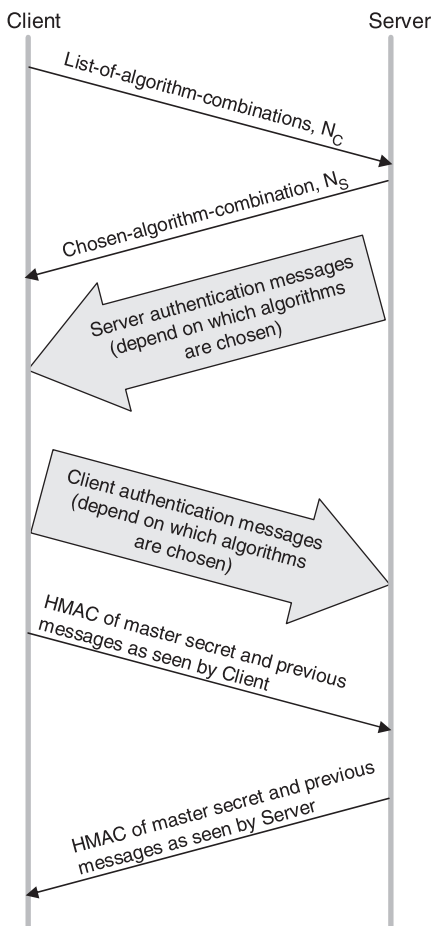 Client
Server
List-of-algorithm-combinations, NC
Chosen-algorithm-combination, NS
Server authentication messages
(depend on which algorithms
are chosen)
Client authentication messages
(depend on which algorithms
are chosen)
HMAC of master secret and previous
messages as seen by Client
HMAC of master secret and previous
messages as seen by Server